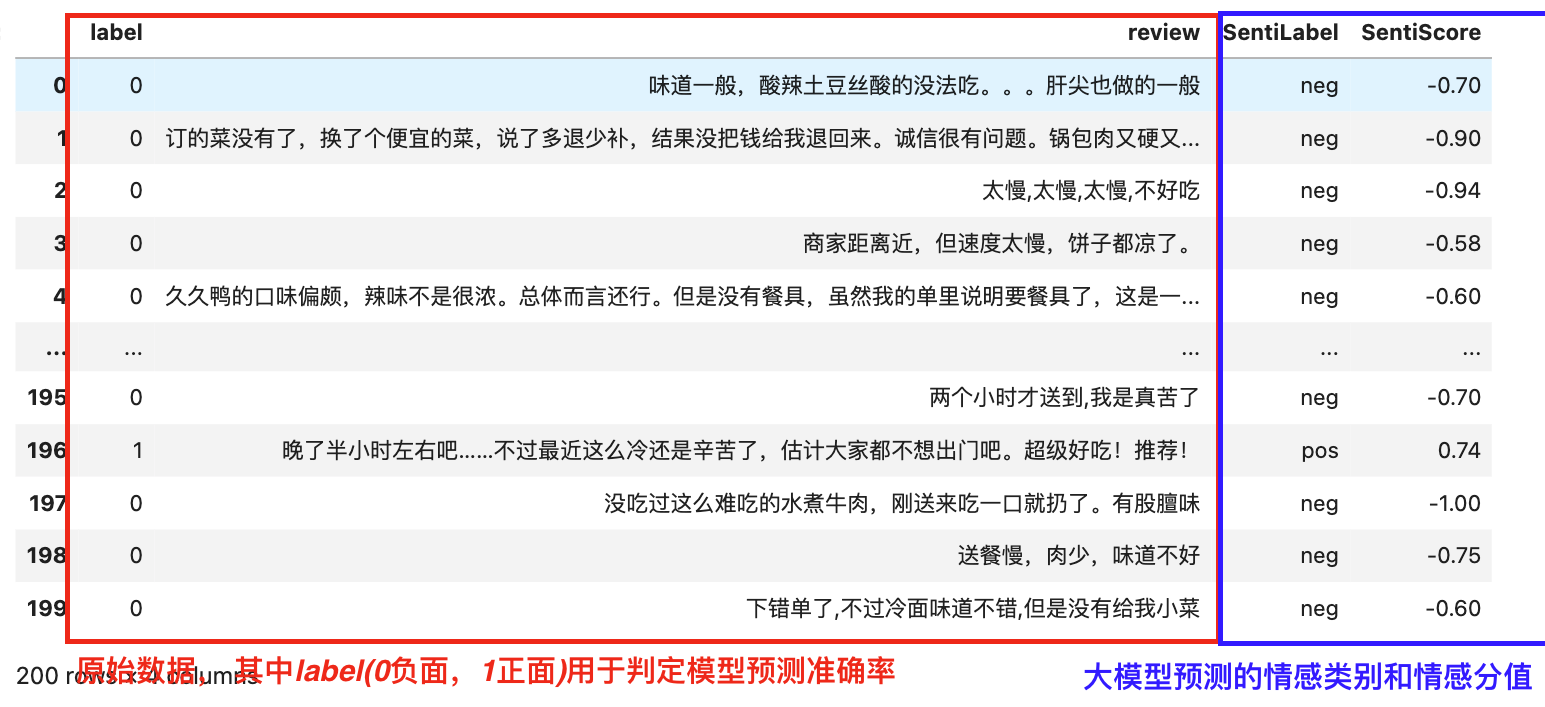 label review SentiLabel SentiScore
0 0 味道一般，酸辣土豆丝酸的没法吃。。。肝尖也做的一般 neg -0.70
1 0 订的菜没有了，换了个便宜的菜，说了多退少补，结果没把钱给我退回来。诚信很有问题。锅包肉又硬又... neg -0.90
2 0 太慢,太慢,太慢,不好吃 neg -0.94
3 0 商家距离近，但速度太慢，饼子都凉了。 neg -0.58
4 0 久久鸭的口味偏颇，辣味不是很浓。总体而言还行。但是没有餐具，虽然我的单里说明要餐具了，这是一... neg -0.60
... ... ... ... ...
195 0 两个小时才送到,我是真苦了 neg -0.70
196 1 晚了半小时左右吧……不过最近这么冷还是辛苦了，估计大家都不想出门吧。超级好吃！推荐！ pos 0.74
197 0 没吃过这么难吃的水煮牛肉，刚送来吃一口就扔了。有股膻味 neg -1.00
198 0 送餐慢，肉少，味道不好 neg -0.75
199 0 下错单了,不过冷面味道不错,但是没有给我小菜 neg -0.60
200 rows x 4 columns
原始数据，其中label(0负面，1正面)用于判定模型预测准确率
大模型预测的情感类别和情感分值